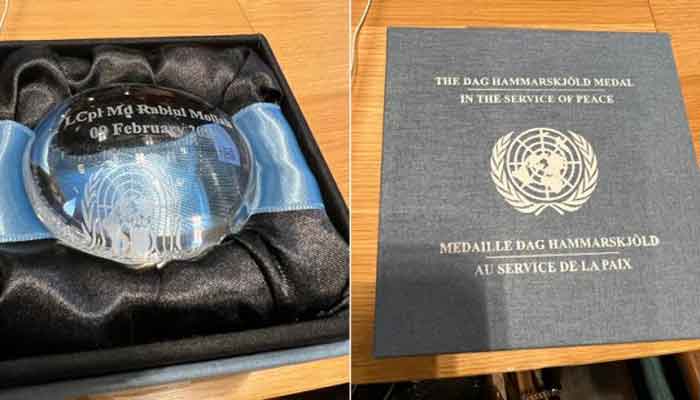 LCpl Md Rabiul
09 February
THE DAG HAMMARSKJÖLD MEDAL
IN THE SERVICE OF PEACE
MEDAILLE DAG HAMMARSKJÖLD
AU SERVICE DE LA PAIX